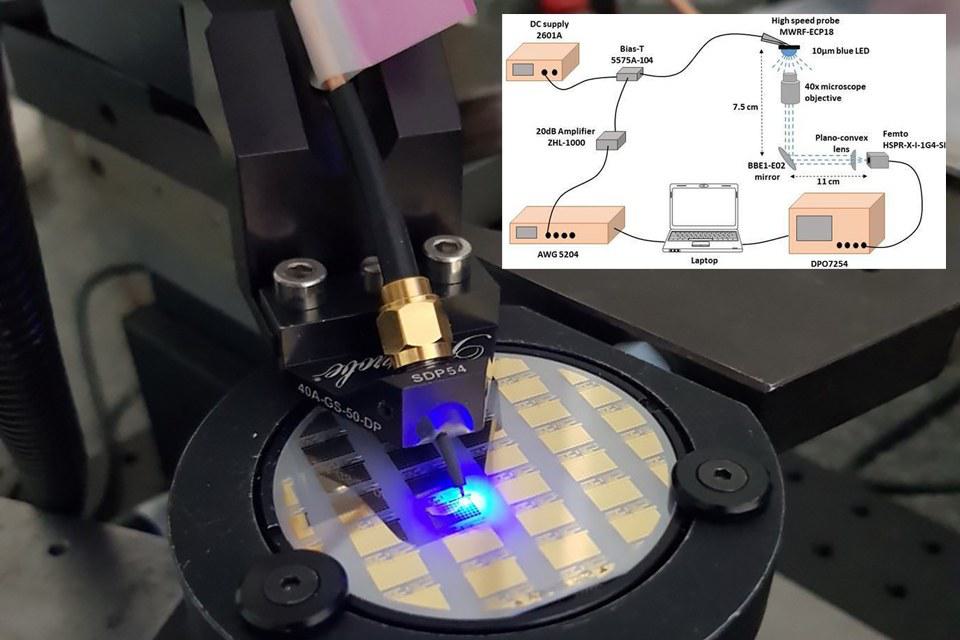 DC supply
2601A
Bias-T
5575A-104
High speed probe
MWRF-ECP18
10µm blue LED
40x microscope
objective
7.5 cm
20dB Amplifier
ZHL-1000
Plano-convex
lens
Femto
HSPR-X-I-1G4-SI
BBE1-E02
mirror
11 cm
AWG 5204
Laptop
DPO7254
SDP54
40A-GS-50-DP